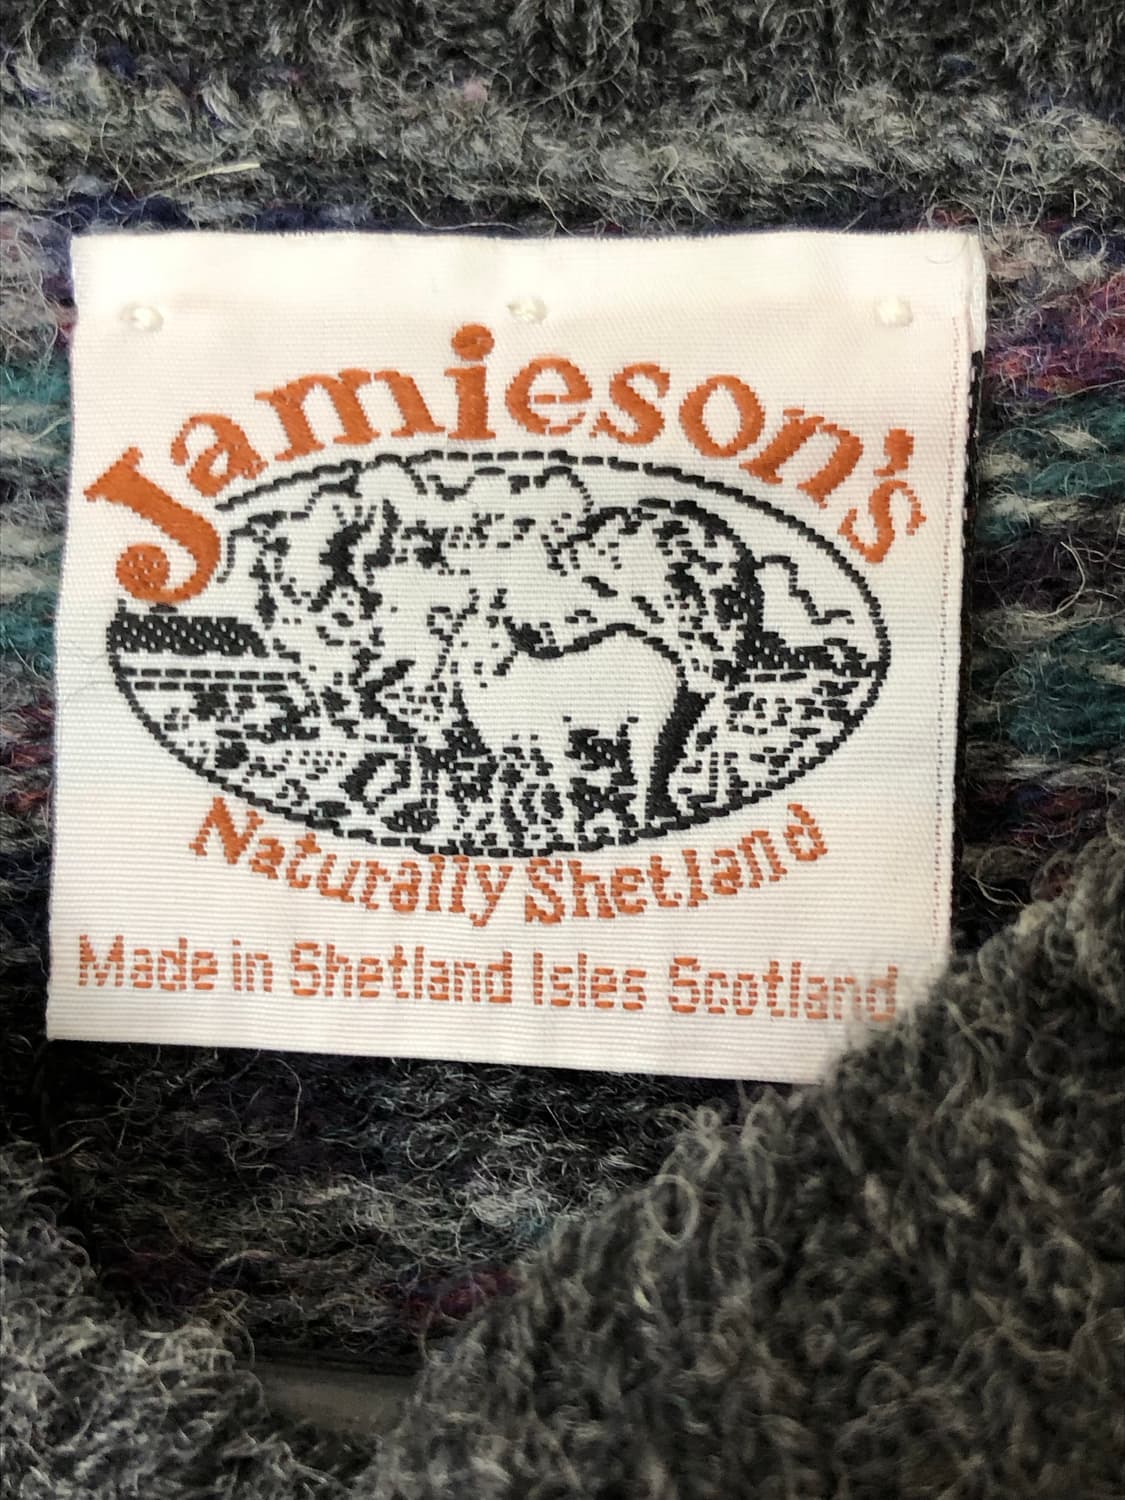 Jamieson's
Naturally Shetland
Made in Shetland Isles Scotland